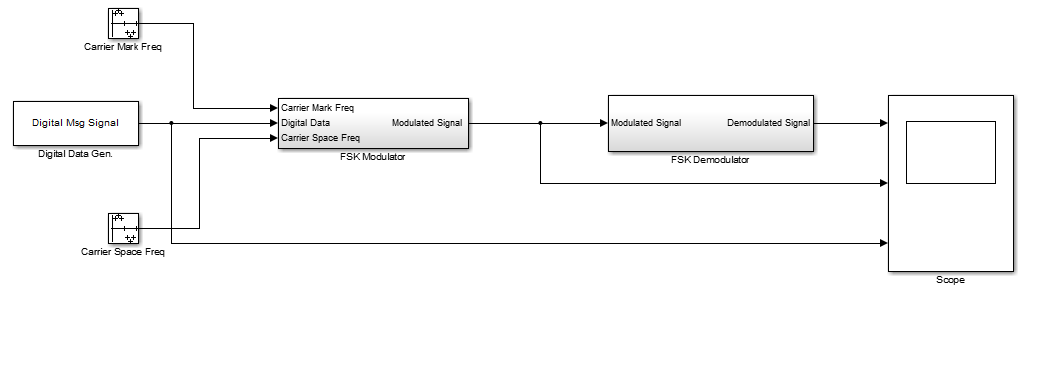 Carrier Mark Freq
Digital Msg Signal
Digital Data Gen.
Carrier Mark Freq
Digital Data
Carrier Space Freq
Modulated Signal
FSK Modulator
Modulated Signal
Demodulated Signal
FSK Demodulator
Carrier Space Freq
Scope